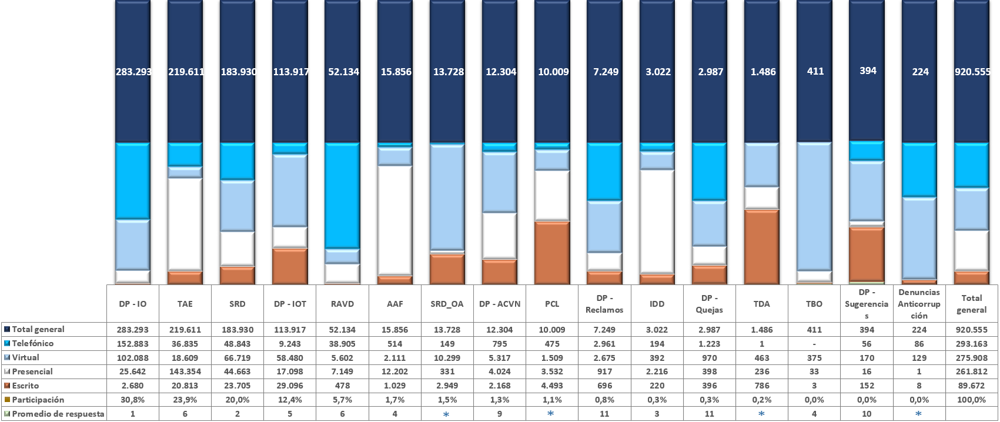 283.293 219.611 183.930 113.917 52.134 15.856 13.728 12.304 10.009 7.249 3.022 2.987 1.486 411 394 224 920.555
DP - IO TAE SRD DP - IOT RAVD AAF SRD_OA DP - ACVN PCL DP - Reclamos IDD DP - Quejas TDA TBO DP - Sugerencias Denuncias Anticorrupción Total general
Total general 283.293 219.611 183.930 113.917 52.134 15.856 13.728 12.304 10.009 7.249 3.022 2.987 1.486 411 394 224 920.555
Telefónico 152.883 36.835 48.843 9.243 38.905 514 149 795 475 2.961 194 1.223 1 - 56 86 293.163
Virtual 102.088 18.609 66.719 58.480 5.602 2.111 10.299 5.317 1.509 2.675 392 970 463 375 170 129 275.908
Presencial 25.642 143.354 44.663 17.098 7.149 12.202 331 4.024 3.532 917 2.216 398 236 33 16 1 261.812
Escrito 2.680 20.813 23.705 29.096 478 1.029 2.949 2.168 4.493 696 220 396 786 3 152 8 89.672
Participación 30,8% 23,9% 20,0% 12,4% 5,7% 1,7% 1,5% 1,3% 1,1% 0,8% 0,3% 0,3% 0,2% 0,0% 0,0% 0,0% 100,0%
Promedio de respuesta 1 6 2 5 6 4 * 9 * 11 3 11 * 4 10 *